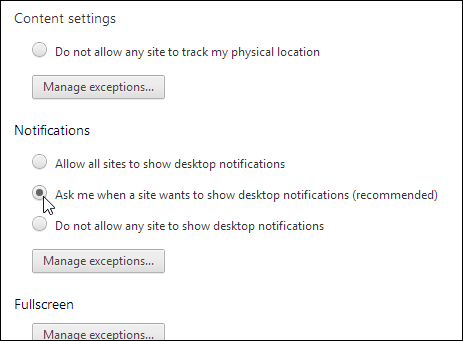 Content settings
Do not allow any site to track my physical location
Manage exceptions...
Notifications
Allow all sites to show desktop notifications
Ask me when a site wants to show desktop notifications (recommended)
Do not allow any site to show desktop notifications
Manage exceptions...
Fullscreen
Manage exceptions...